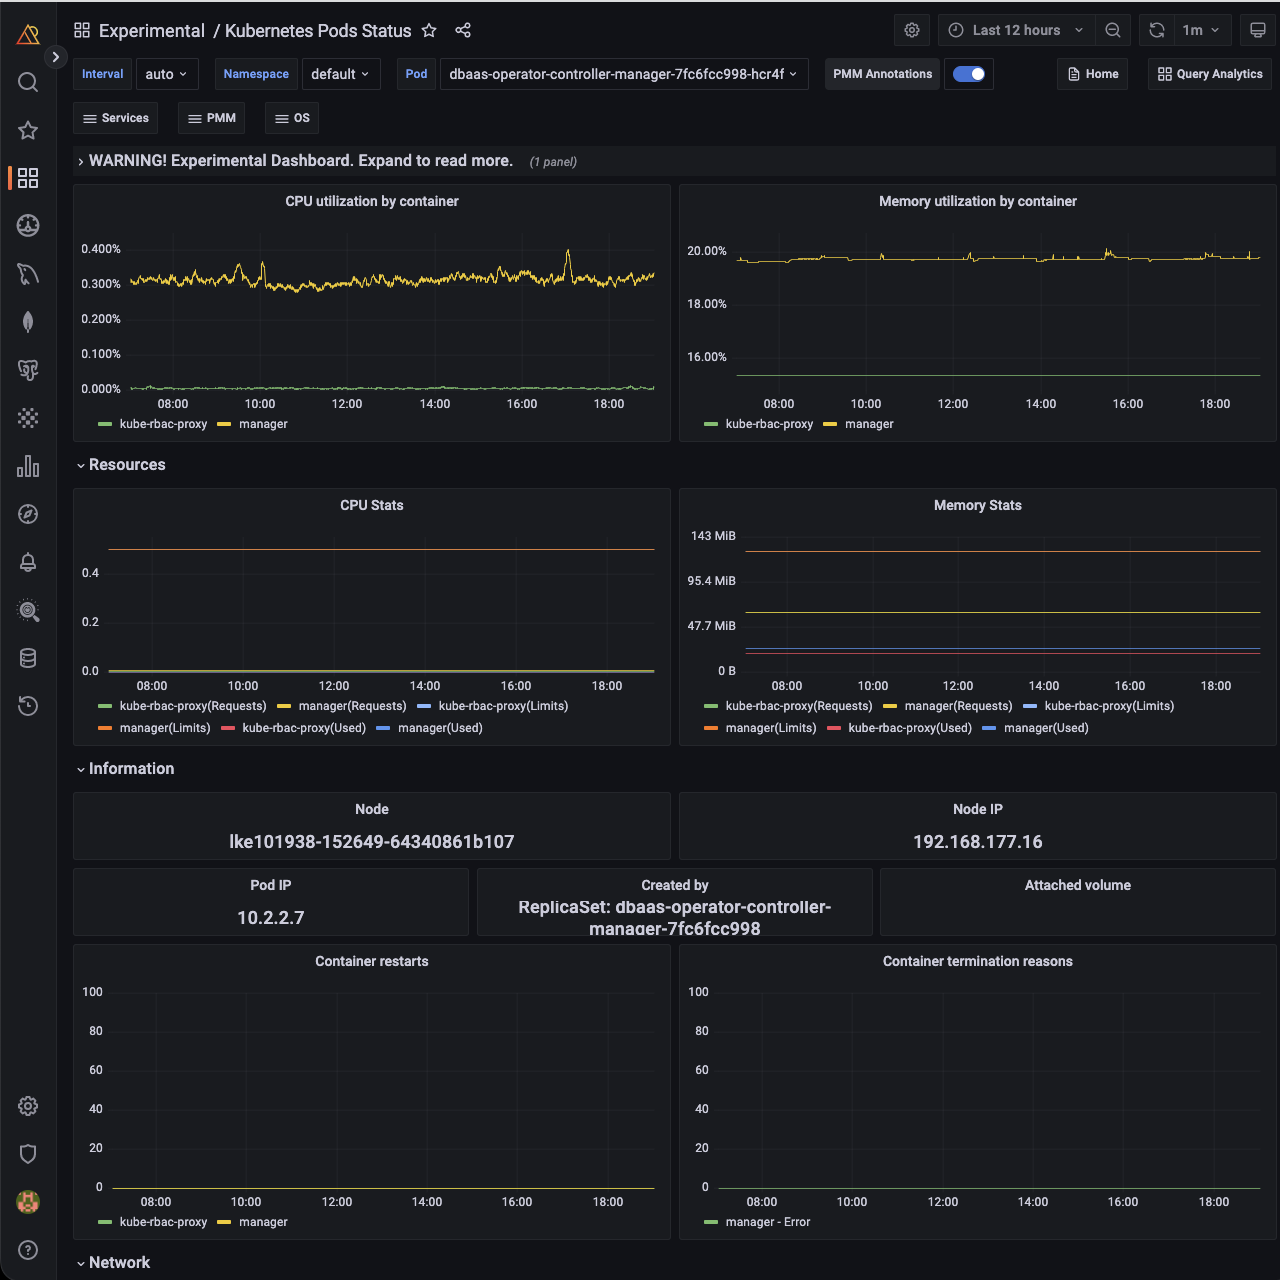 Experimental / Kubernetes Pods Status
Last 12 hours
1m
Interval auto Namespace default Pod dbaas-operator-controller-manager-7fc6fcc998-hcr4f PMM Annotations Home Query Analytics
Services PMM OS
WARNING! Experimental Dashboard. Expand to read more. (1 panel)
CPU utilization by container
0.400%
0.300%
0.200%
0.100%
0.000%
08:00 10:00 12:00 14:00 16:00 18:00
kube-rbac-proxy manager
Memory utilization by container
20.00%
18.00%
16.00%
08:00 10:00 12:00 14:00 16:00 18:00
kube-rbac-proxy manager
Resources
CPU Stats
0.4
0.2
0.0
08:00 10:00 12:00 14:00 16:00 18:00
kube-rbac-proxy(Requests) manager(Requests) kube-rbac-proxy(Limits)
manager(Limits) kube-rbac-proxy(Used) manager(Used)
Memory Stats
143 MiB
95.4 MiB
47.7 MiB
0 B
08:00 10:00 12:00 14:00 16:00 18:00
kube-rbac-proxy(Requests) manager(Requests) kube-rbac-proxy(Limits)
manager(Limits) kube-rbac-proxy(Used) manager(Used)
Information
Node
lke101938-152649-64340861b107
Node IP
192.168.177.16
Pod IP
10.2.2.7
Created by
ReplicaSet: dbaas-operator-controller-
manager-7fc6fcc998
Attached volume
Container restarts
100
80
60
40
20
0
08:00 10:00 12:00 14:00 16:00 18:00
kube-rbac-proxy manager
Container termination reasons
100
80
60
40
20
0
08:00 10:00 12:00 14:00 16:00 18:00
manager - Error
Network